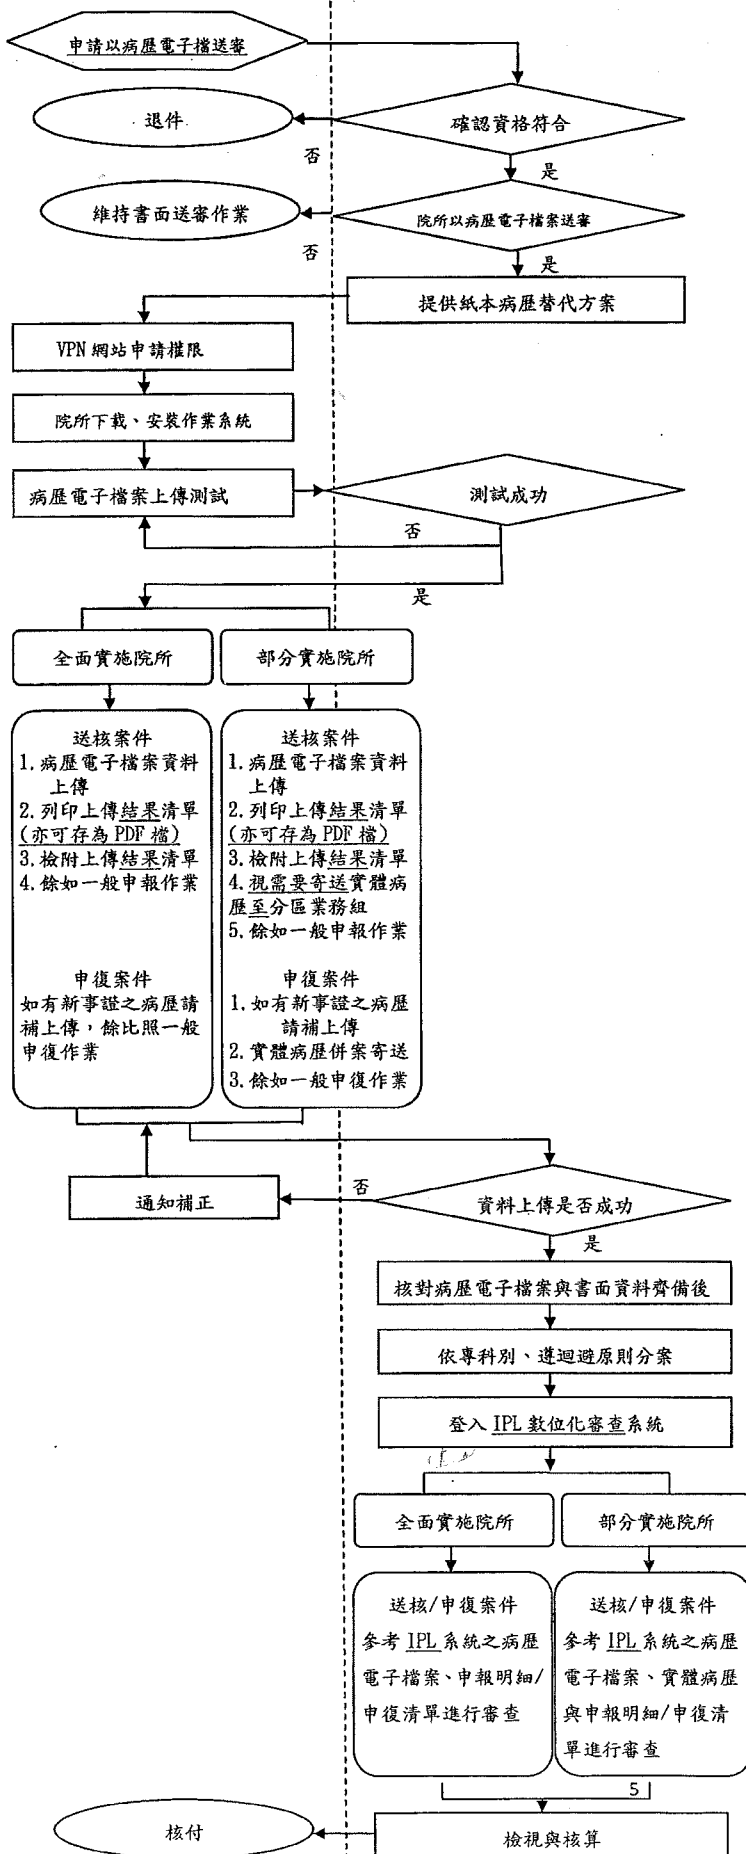 申請以病歷電子檔送審
退件
確認資格符合
否
是
維持書面送審作業
院所以病歷電子檔案送審
否
是
提供紙本病歷替代方案
VPN 網站申請權限
院所下載、安裝作業系統
病歷電子檔案上傳測試
測試成功
否
是
全面實施院所
部分實施院所
送核案件
1. 病歷電子檔案資料
上傳
2. 列印上傳結果清單
(亦可存為 PDF 檔)
3. 檢附上傳結果清單
4. 餘如一般申報作業
申復案件
如有新事證之病歷請
補上傳，餘比照一般
申復作業
送核案件
1. 病歷電子檔案資料
上傳
2. 列印上傳結果清單
(亦可存為 PDF 檔)
3. 檢附上傳結果清單
4. 視需要寄送實體病
歷至分區業務組
5. 餘如一般申報作業
申復案件
1. 如有新事證之病歷
請補上傳
2. 實體病歷併案寄送
3. 餘如一般申復作業
通知補正
否
資料上傳是否成功
是
核對病歷電子檔案與書面資料齊備後
依專科別、遵迴避原則分案
登入 IPL 數位化審查系統
全面實施院所
部分實施院所
送核/申復案件
參考 IPL 系統之病歷
電子檔案、申報明細/
申復清單進行審查
送核/申復案件
參考 IPL 系統之病歷
電子檔案、實體病歷
與申報明細/申復清
單進行審查
5
核付
檢視與核算